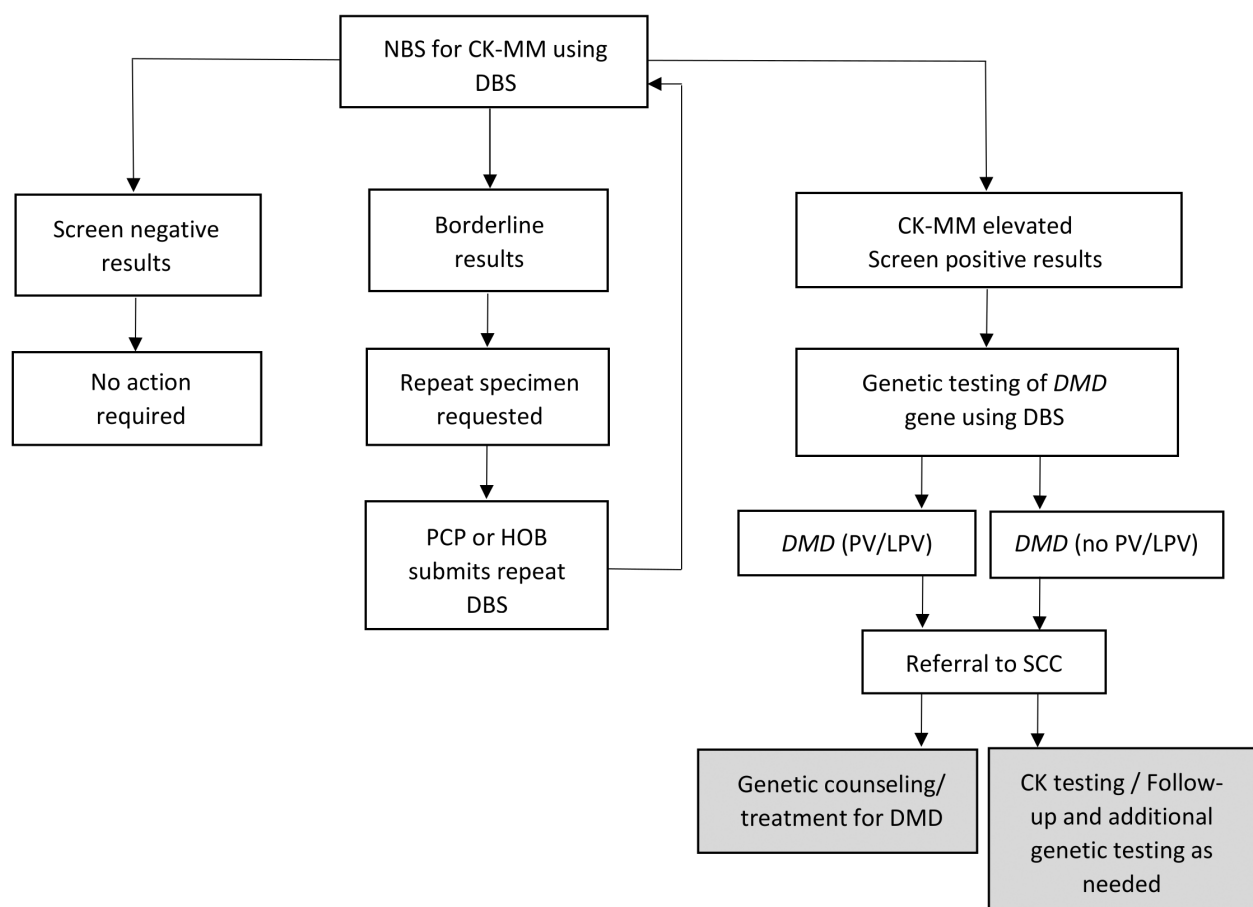 NBS for CK-MM using
DBS
Screen negative
results
Borderline
results
CK-MM elevated
Screen positive results
No action
required
Repeat specimen
requested
Genetic testing of DMD
gene using DBS
PCP or HOB
submits repeat
DBS
DMD (PV/LPV)
DMD (no PV/LPV)
Referral to SCC
Genetic counseling/
treatment for DMD
CK testing / Follow-
up and additional
genetic testing as
needed